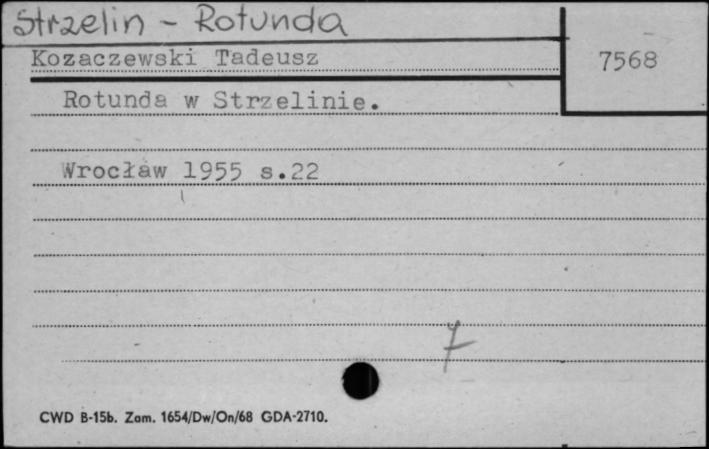 Strzelin - Rotunda
Kozaczewski Tadeusz
7568
Rotunda w Strzelinie.
Wrocław 1955 s.22
7
CWD B-15b. Zam. 1654/Dw/On/68 GDA-2710.